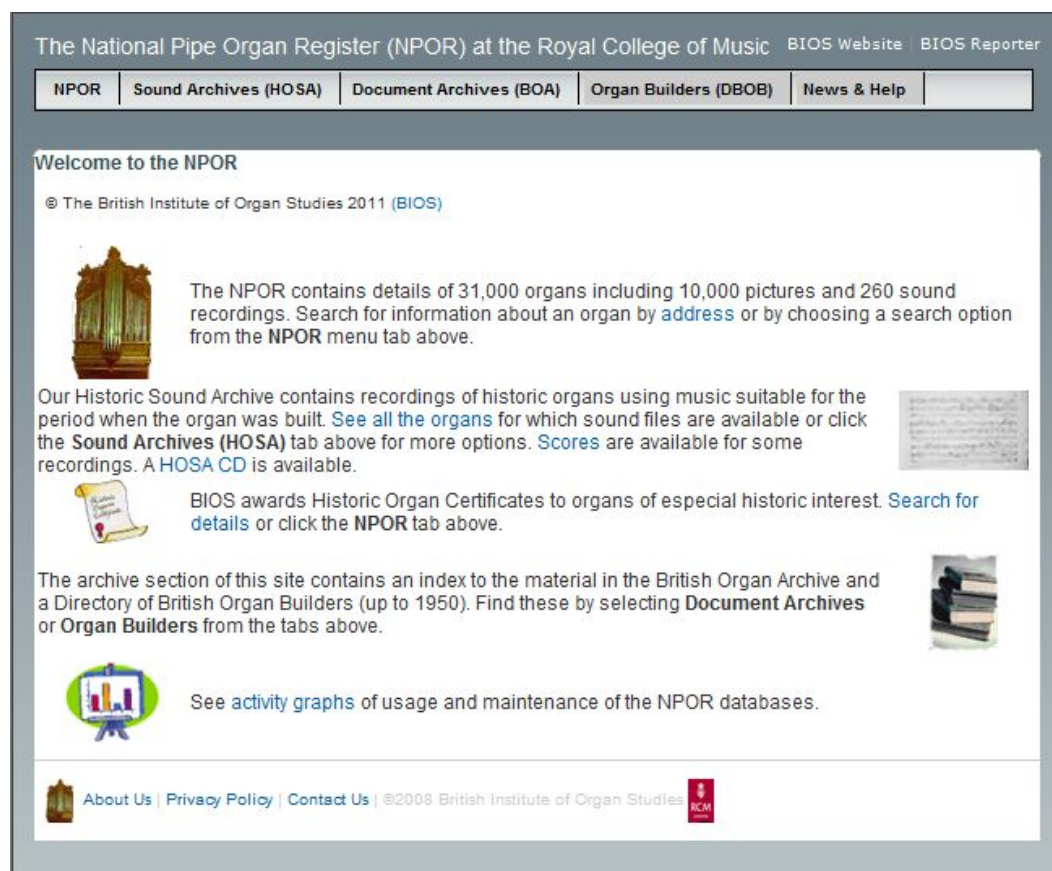 The National Pipe Organ Register (NPOR) at the Royal College of Music BIOS Website | BIOS Reporter
NPOR Sound Archives (HOSA) Document Archives (BOA) Organ Builders (DBOB) News & Help
Welcome to the NPOR
© The British Institute of Organ Studies 2011 (BIOS)
The NPOR contains details of 31,000 organs including 10,000 pictures and 260 sound
recordings. Search for information about an organ by address or by choosing a search option
from the NPOR menu tab above.
Our Historic Sound Archive contains recordings of historic organs using music suitable for the
period when the organ was built. See all the organs for which sound files are available or click
the Sound Archives (HOSA) tab above for more options. Scores are available for some
recordings. A HOSA CD is available.
Historic
Organs
Certificate
BIOS awards Historic Organ Certificates to organs of especial historic interest. Search for
details or click the NPOR tab above.
The archive section of this site contains an index to the material in the British Organ Archive and
a Directory of British Organ Builders (up to 1950). Find these by selecting Document Archives
or Organ Builders from the tabs above.
See activity graphs of usage and maintenance of the NPOR databases.
About Us | Privacy Policy | Contact Us | ©2008 British Institute of Organ Studies
RCM